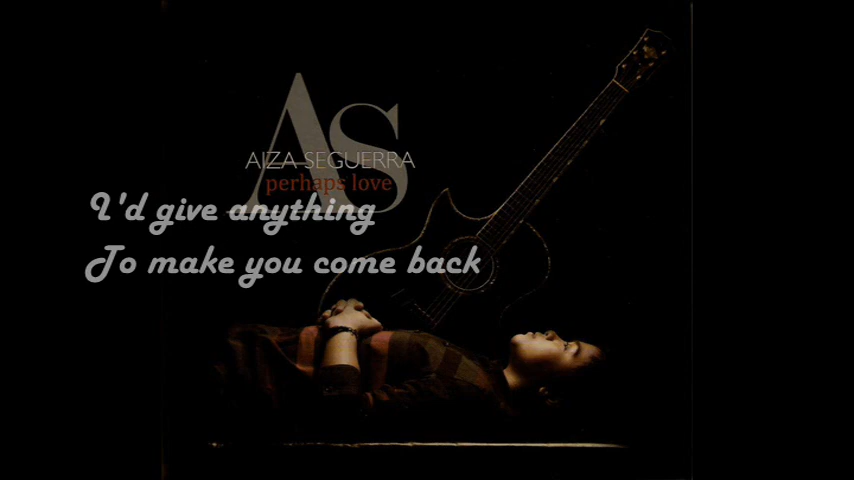 AS
AIZA SEGUERRA
perhaps love
I'd give anything
To make you come back